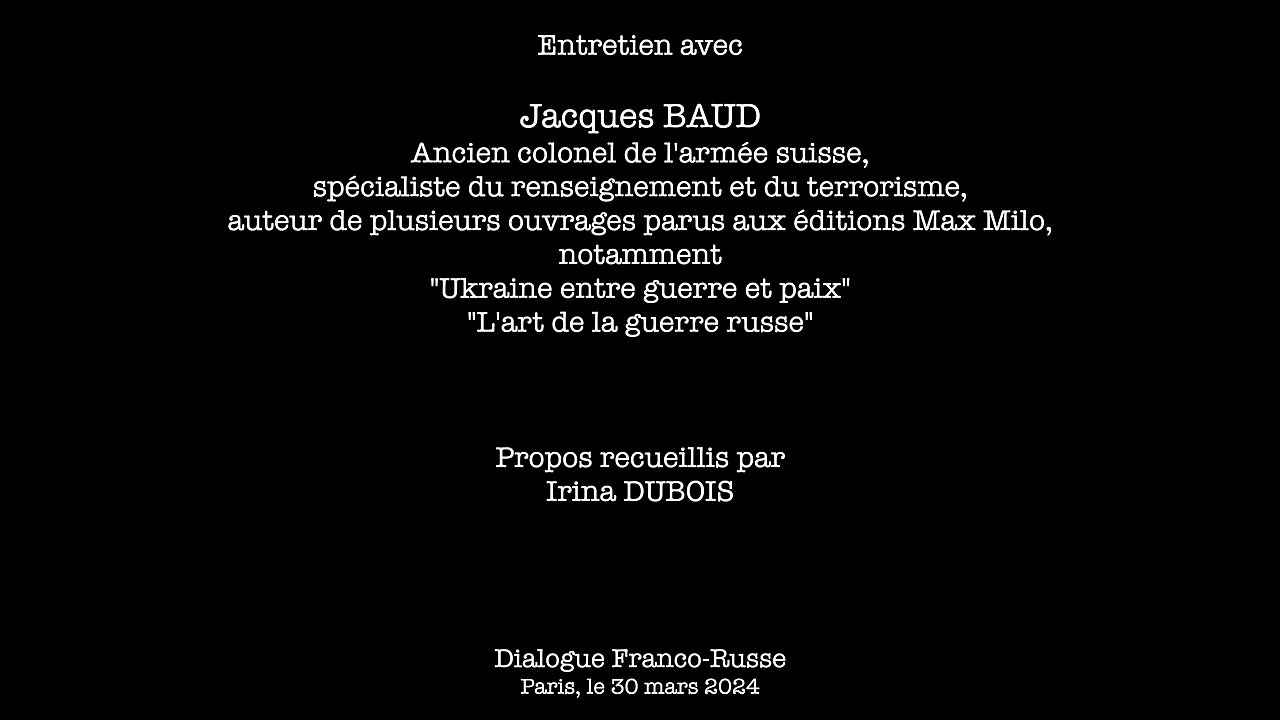 Entretien avec
Jacques BAUD
Ancien colonel de l'armée suisse,
spécialiste du renseignement et du terrorisme,
auteur de plusieurs ouvrages parus aux éditions Max Milo,
notamment
"Ukraine entre guerre et paix"
"L'art de la guerre russe"
Propos recueillis par
Irina DUBOIS
Dialogue Franco-Russe
Paris, le 30 mars 2024